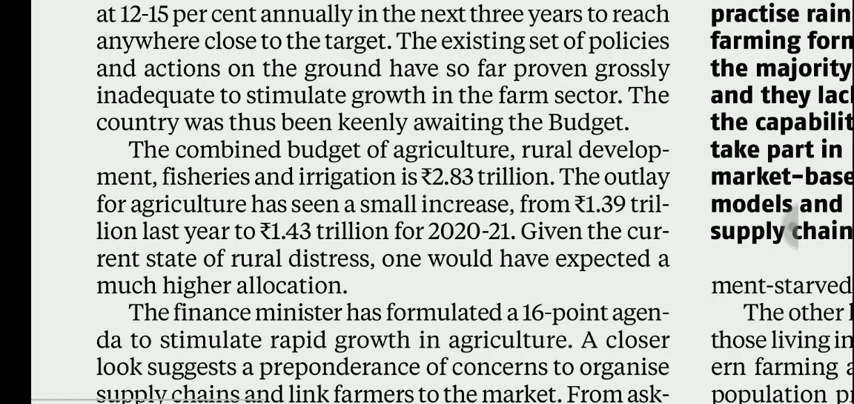 at 12-15 per cent annually in the next three years to reach
anywhere close to the target. The existing set of policies
and actions on the ground have so far proven grossly
inadequate to stimulate growth in the farm sector. The
country was thus been keenly awaiting the Budget.
The combined budget of agriculture, rural develop-
ment, fisheries and irrigation is ₹2.83 trillion. The outlay
for agriculture has seen a small increase, from ₹1.39 tril-
lion last year to ₹1.43 trillion for 2020-21. Given the cur-
rent state of rural distress, one would have expected a
much higher allocation.
The finance minister has formulated a 16-point agen-
da to stimulate rapid growth in agriculture. A closer
look suggests a preponderance of concerns to organise
supply chains and link farmers to the market. From ask-
practise rain
farming form
the majority
and they lac
the capabilit
take part in
market-base
models and
supply chain
ment-starved
The other
those living in
ern farming a
population p